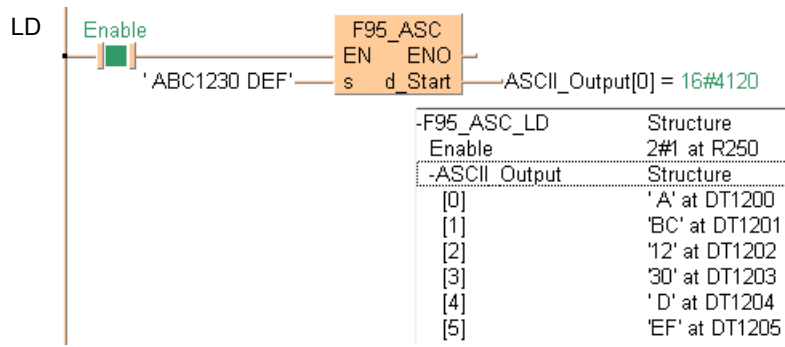 LD Enable F95_ASC
EN ENO
' ABC1230 DEF' s d_Start ASCII_Output[0] = 16#4120
-F95_ASC_LD Structure
Enable 2#1 at R250
-ASCII_Output Structure
[0] ' A' at DT1200
[1] 'BC' at DT1201
[2] '12' at DT1202
[3] '30' at DT1203
[4] ' D' at DT1204
[5] 'EF' at DT1205